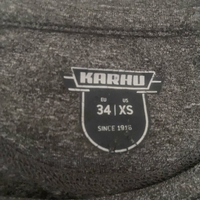 KARHU
EU US
34 | XS
SINCE 1916